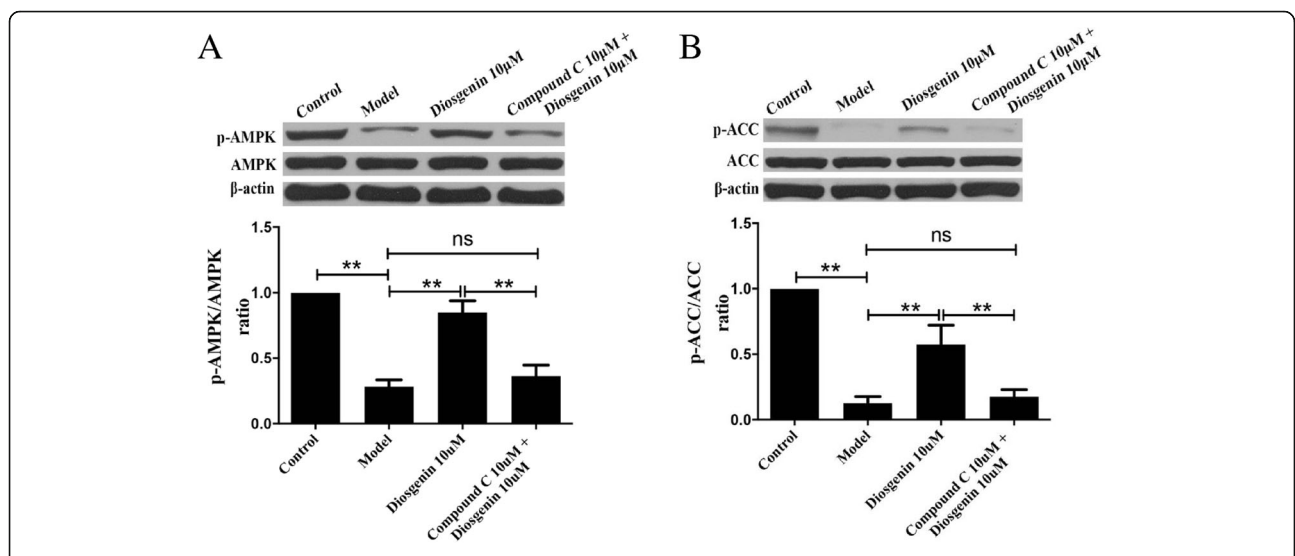 A
Control
Model
Diosgenin 10μM
Compound C 10μM +
Diosgenin 10μM
p-AMPK
AMPK
β-actin
p-AMPK/AMPK
ratio
1.5
1.0
0.5
0.0
**
**
**
ns
Control
Model
Diosgenin 10uM
Compound C 10uM +
Diosgenin 10uM
B
Control
Model
Diosgenin 10μM
Compound C 10μM +
Diosgenin 10μM
p-ACC
ACC
β-actin
p-ACC/ACC
ratio
1.5
1.0
0.5
0.0
**
**
**
ns
Control
Model
Diosgenin 10uM
Compound C 10uM +
Diosgenin 10uM